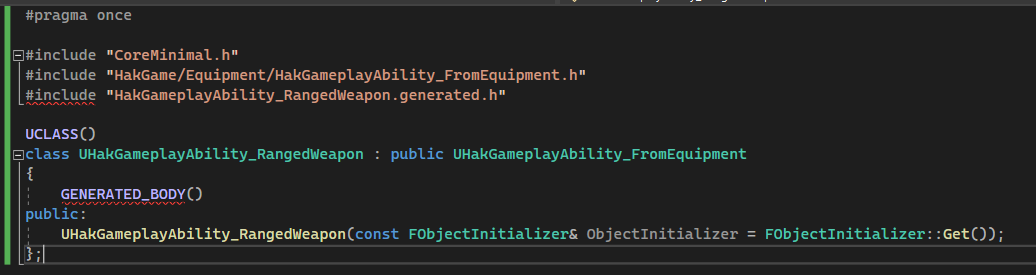 #pragma once
#include "CoreMinimal.h"
#include "HakGame/Equipment/HakGameplayAbility_FromEquipment.h"
#include "HakGameplayAbility_RangedWeapon.generated.h"
UCLASS()
class UHakGameplayAbility_RangedWeapon : public UHakGameplayAbility_FromEquipment
{
GENERATED_BODY()
public:
UHakGameplayAbility_RangedWeapon(const FObjectInitializer& ObjectInitializer = FObjectInitializer::Get());
};